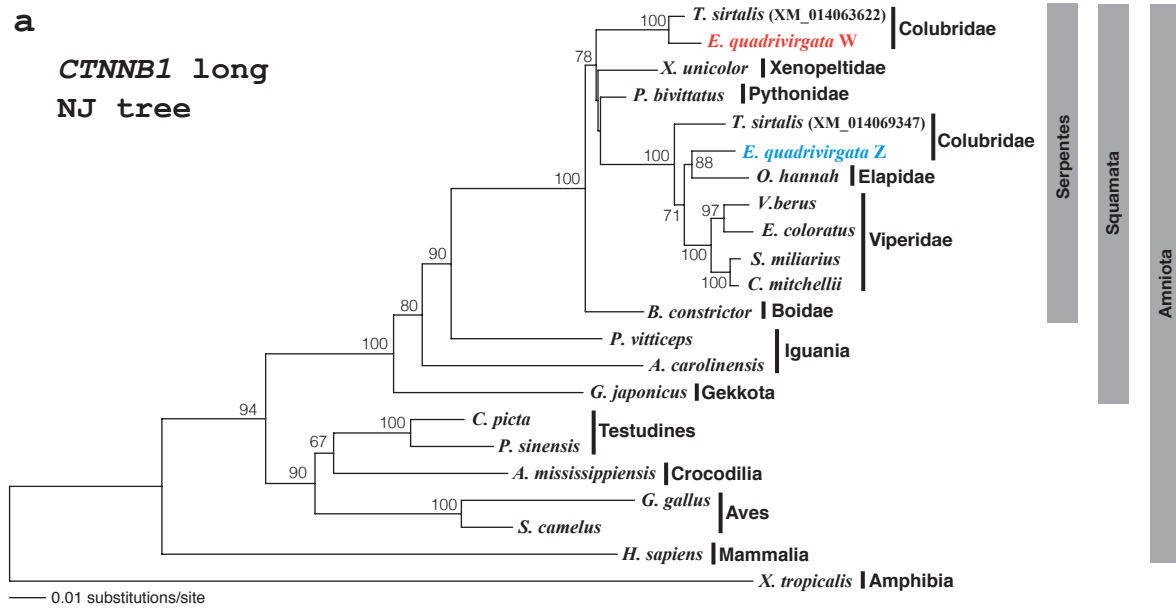 a
CTNNB1 long
NJ tree
T. sirtalis (XM_014063622)
E. quadrivirgata W
Colubridae
X. unicolor
Xenopeltidae
P. bivittatus
Pythonidae
T. sirtalis (XM_014069347)
E. quadrivirgata Z
Colubridae
O. hannah
Elapidae
V.berus
E. coloratus
S. miliarius
C. mitchellii
Viperidae
B. constrictor
Boidae
P. vitticeps
A. carolinensis
Iguania
G. japonicus
Gekkota
C. picta
P. sinensis
Testudines
A. mississippiensis
Crocodilia
G. gallus
S. camelus
Aves
H. sapiens
Mammalia
X. tropicalis
Amphibia
100
78
100
88
71
97
100
100
100
90
80
100
94
100
67
90
100
Serpentes
Squamata
Amniota
0.01 substitutions/site